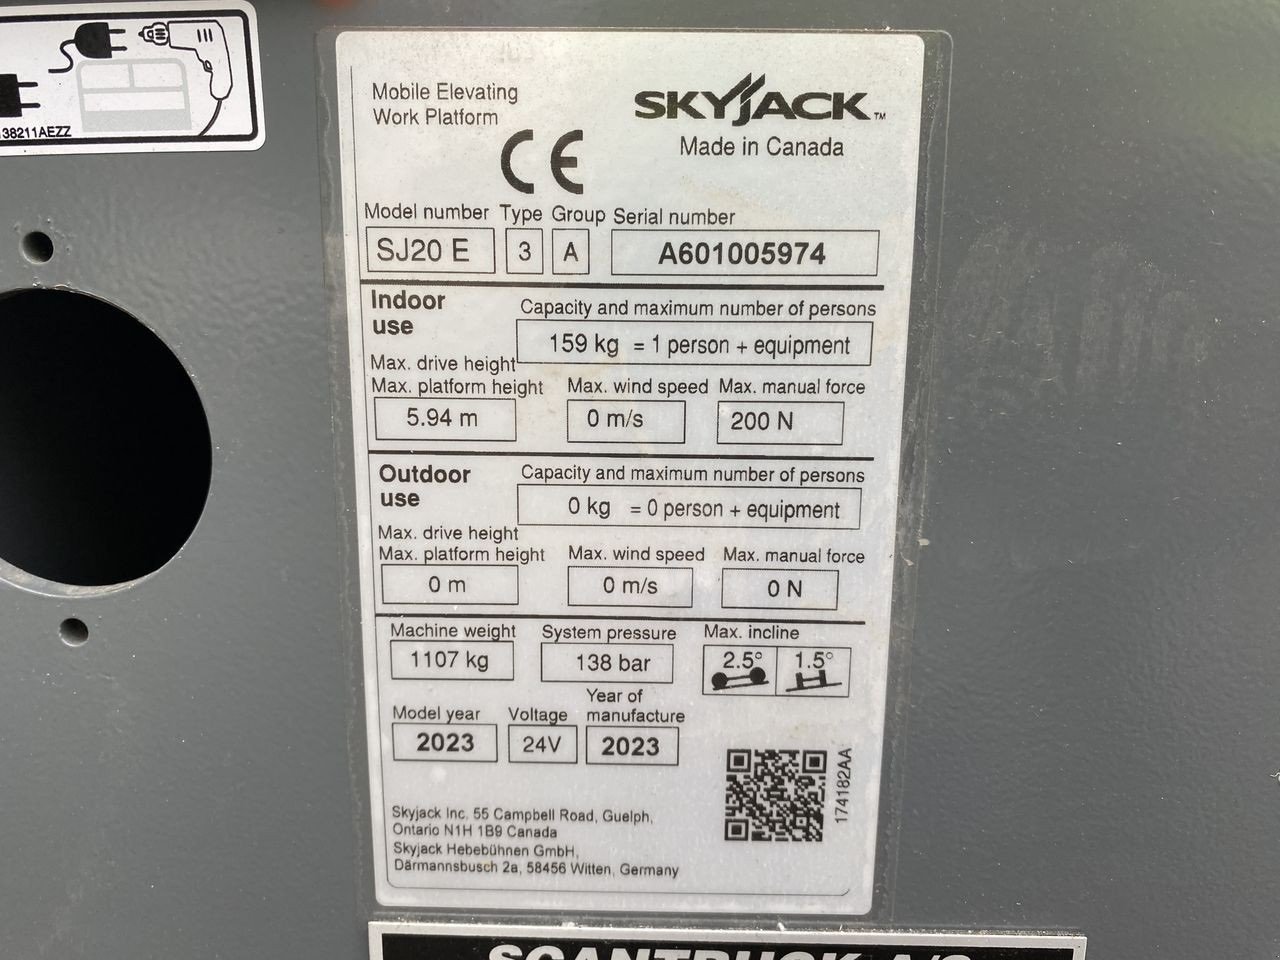 38211AEZZ
Mobile Elevating
Work Platform
CE
SKYJACK™
Made in Canada
Model number Type Group Serial number
SJ20 E 3 A A601005974
Indoor
use
Capacity and maximum number of persons
159 kg = 1 person + equipment
Max. drive height
Max. platform height Max. wind speed Max. manual force
5.94 m 0 m/s 200 N
Outdoor
use
Capacity and maximum number of persons
0 kg = 0 person + equipment
Max. drive height
Max. platform height Max. wind speed Max. manual force
0 m 0 m/s 0 N
Machine weight System pressure Max. incline
1107 kg 138 bar 2.5° 1.5°
Model year Voltage Year of
manufacture
2023 24V 2023
174182AA
Skyjack Inc. 55 Campbell Road, Guelph,
Ontario N1H 1B9 Canada
Skyjack Hebebühnen GmbH,
Därmannsbusch 2a, 58456 Witten, Germany
SCANTRUCK A/S